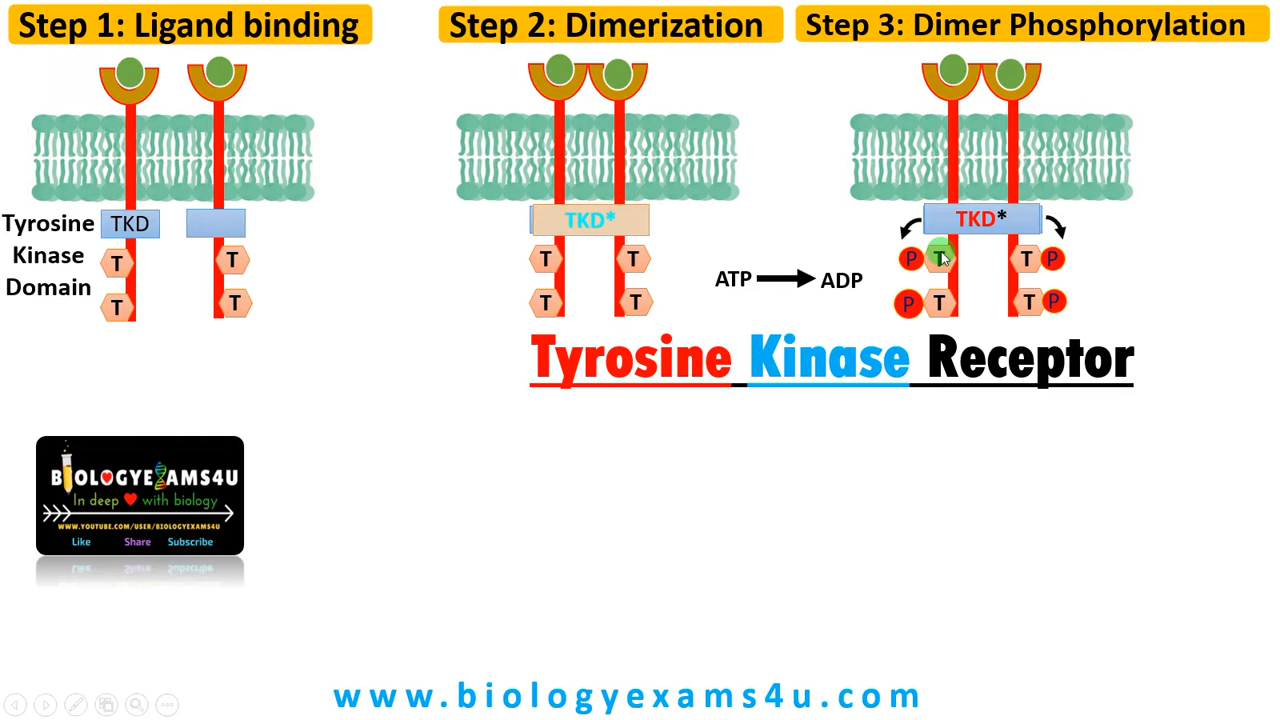 Step 1: Ligand binding
Step 2: Dimerization
Step 3: Dimer Phosphorylation
Tyrosine
Kinase
Domain
TKD
T
T
T
T
TKD*
T
T
T
T
ATP
ADP
TKD*
P
T
T
P
P
T
T
P
Tyrosine Kinase Receptor
BIOLOGYEXAMS4U
In deep with biology
WWW.YOUTUBE.COM/USER/BIOLOGYEXAMS4U
Like Share Subscribe
www.biologyexams4u.com